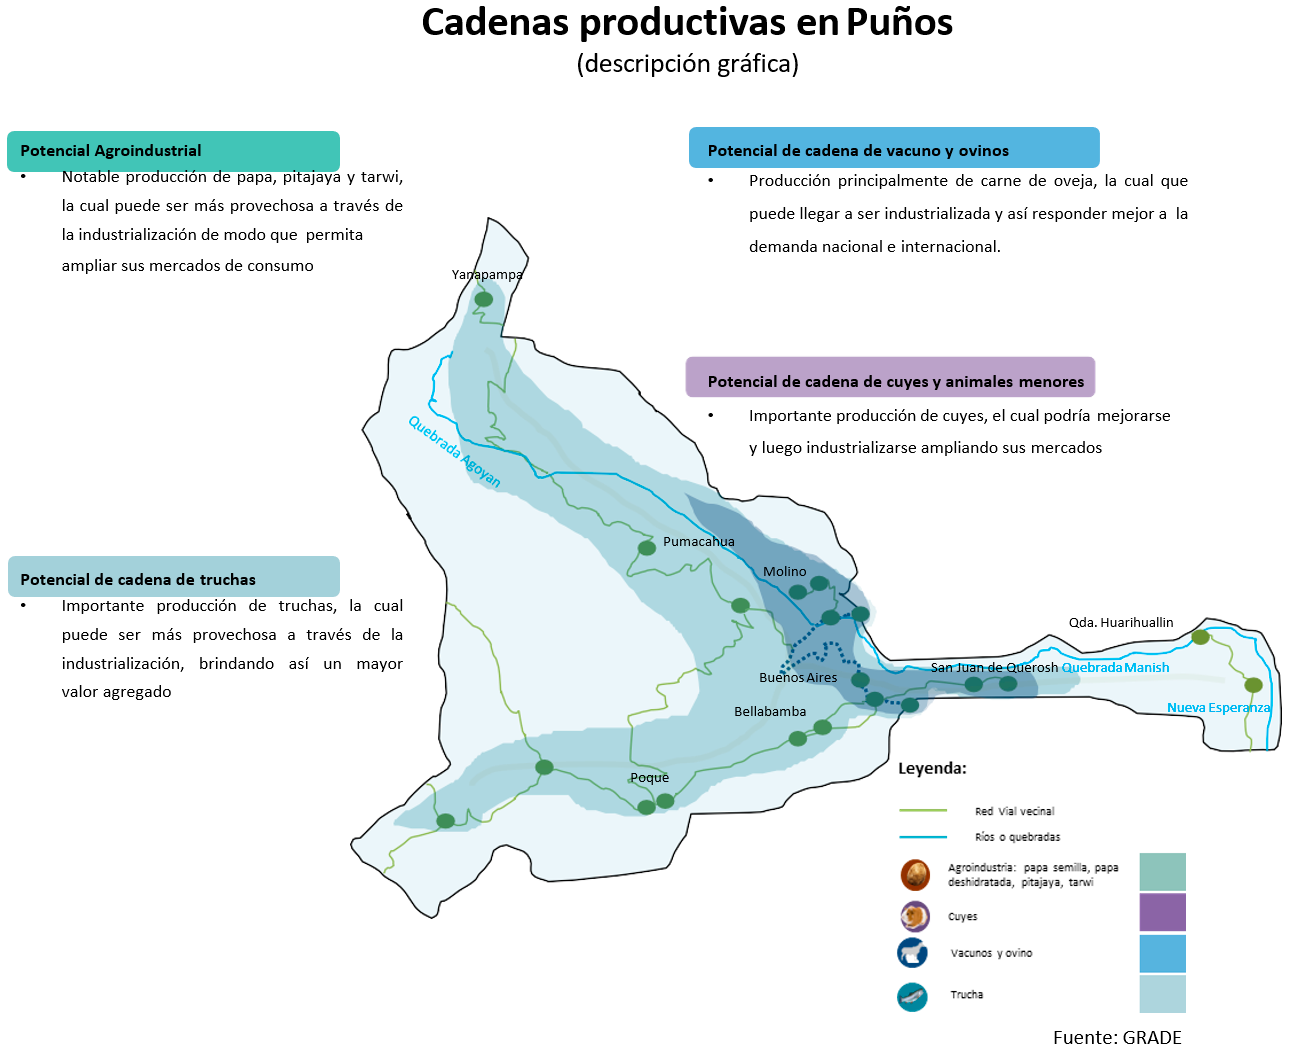 Cadenas productivas en Puños
(descripción gráfica)
Potencial Agroindustrial
• Notable producción de papa, pitajaya y tarwi,
la cual puede ser más provechosa a través de
la industrialización de modo que permita
ampliar sus mercados de consumo
Potencial de cadena de vacuno y ovinos
• Producción principalmente de carne de oveja, la cual que
puede llegar a ser industrializada y así responder mejor a la
demanda nacional e internacional.
Potencial de cadena de cuyes y animales menores
• Importante producción de cuyes, el cual podría mejorarse
y luego industrializarse ampliando sus mercados
Potencial de cadena de truchas
• Importante producción de truchas, la cual
puede ser más provechosa a través de la
industrialización, brindando así un mayor
valor agregado
Yanapampa
Quebrada Agoyan
Pumacahua
Molino
Qda. Huarihuallin
San Juan de Querosh
Quebrada Manish
Buenos Aires
Nueva Esperanza
Bellabamba
Poque
Leyenda:
Red Vial vecinal
Ríos o quebradas
Agroindustria: papa semilla, papa
deshidratada, pitajaya, tarwi
Cuyes
Vacunos y ovino
Trucha
Fuente: GRADE